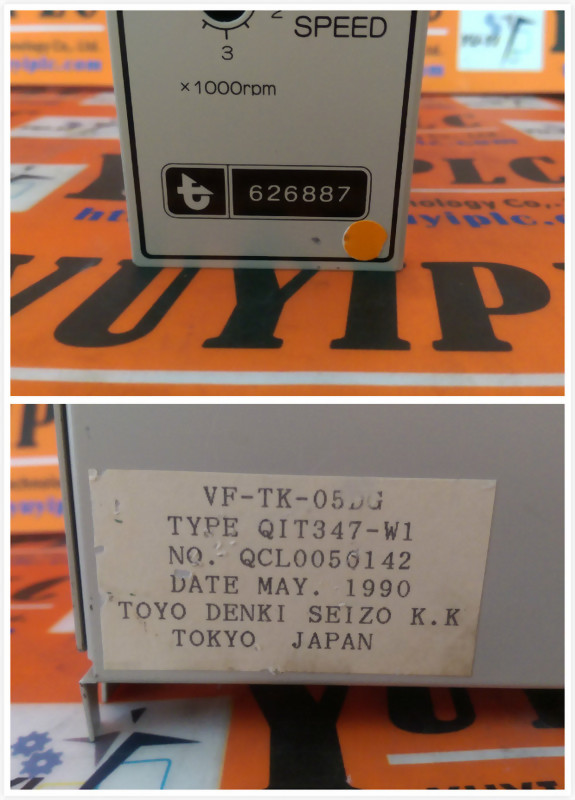 2
SPEED
3
×1000rpm
626887
YUYIPL
VF-TK-05DG
TYPE QIT347-W1
NO. QCL0050142
DATE MAY. 1990
TOYO DENKI SEIZO K.K
TOKYO JAPAN